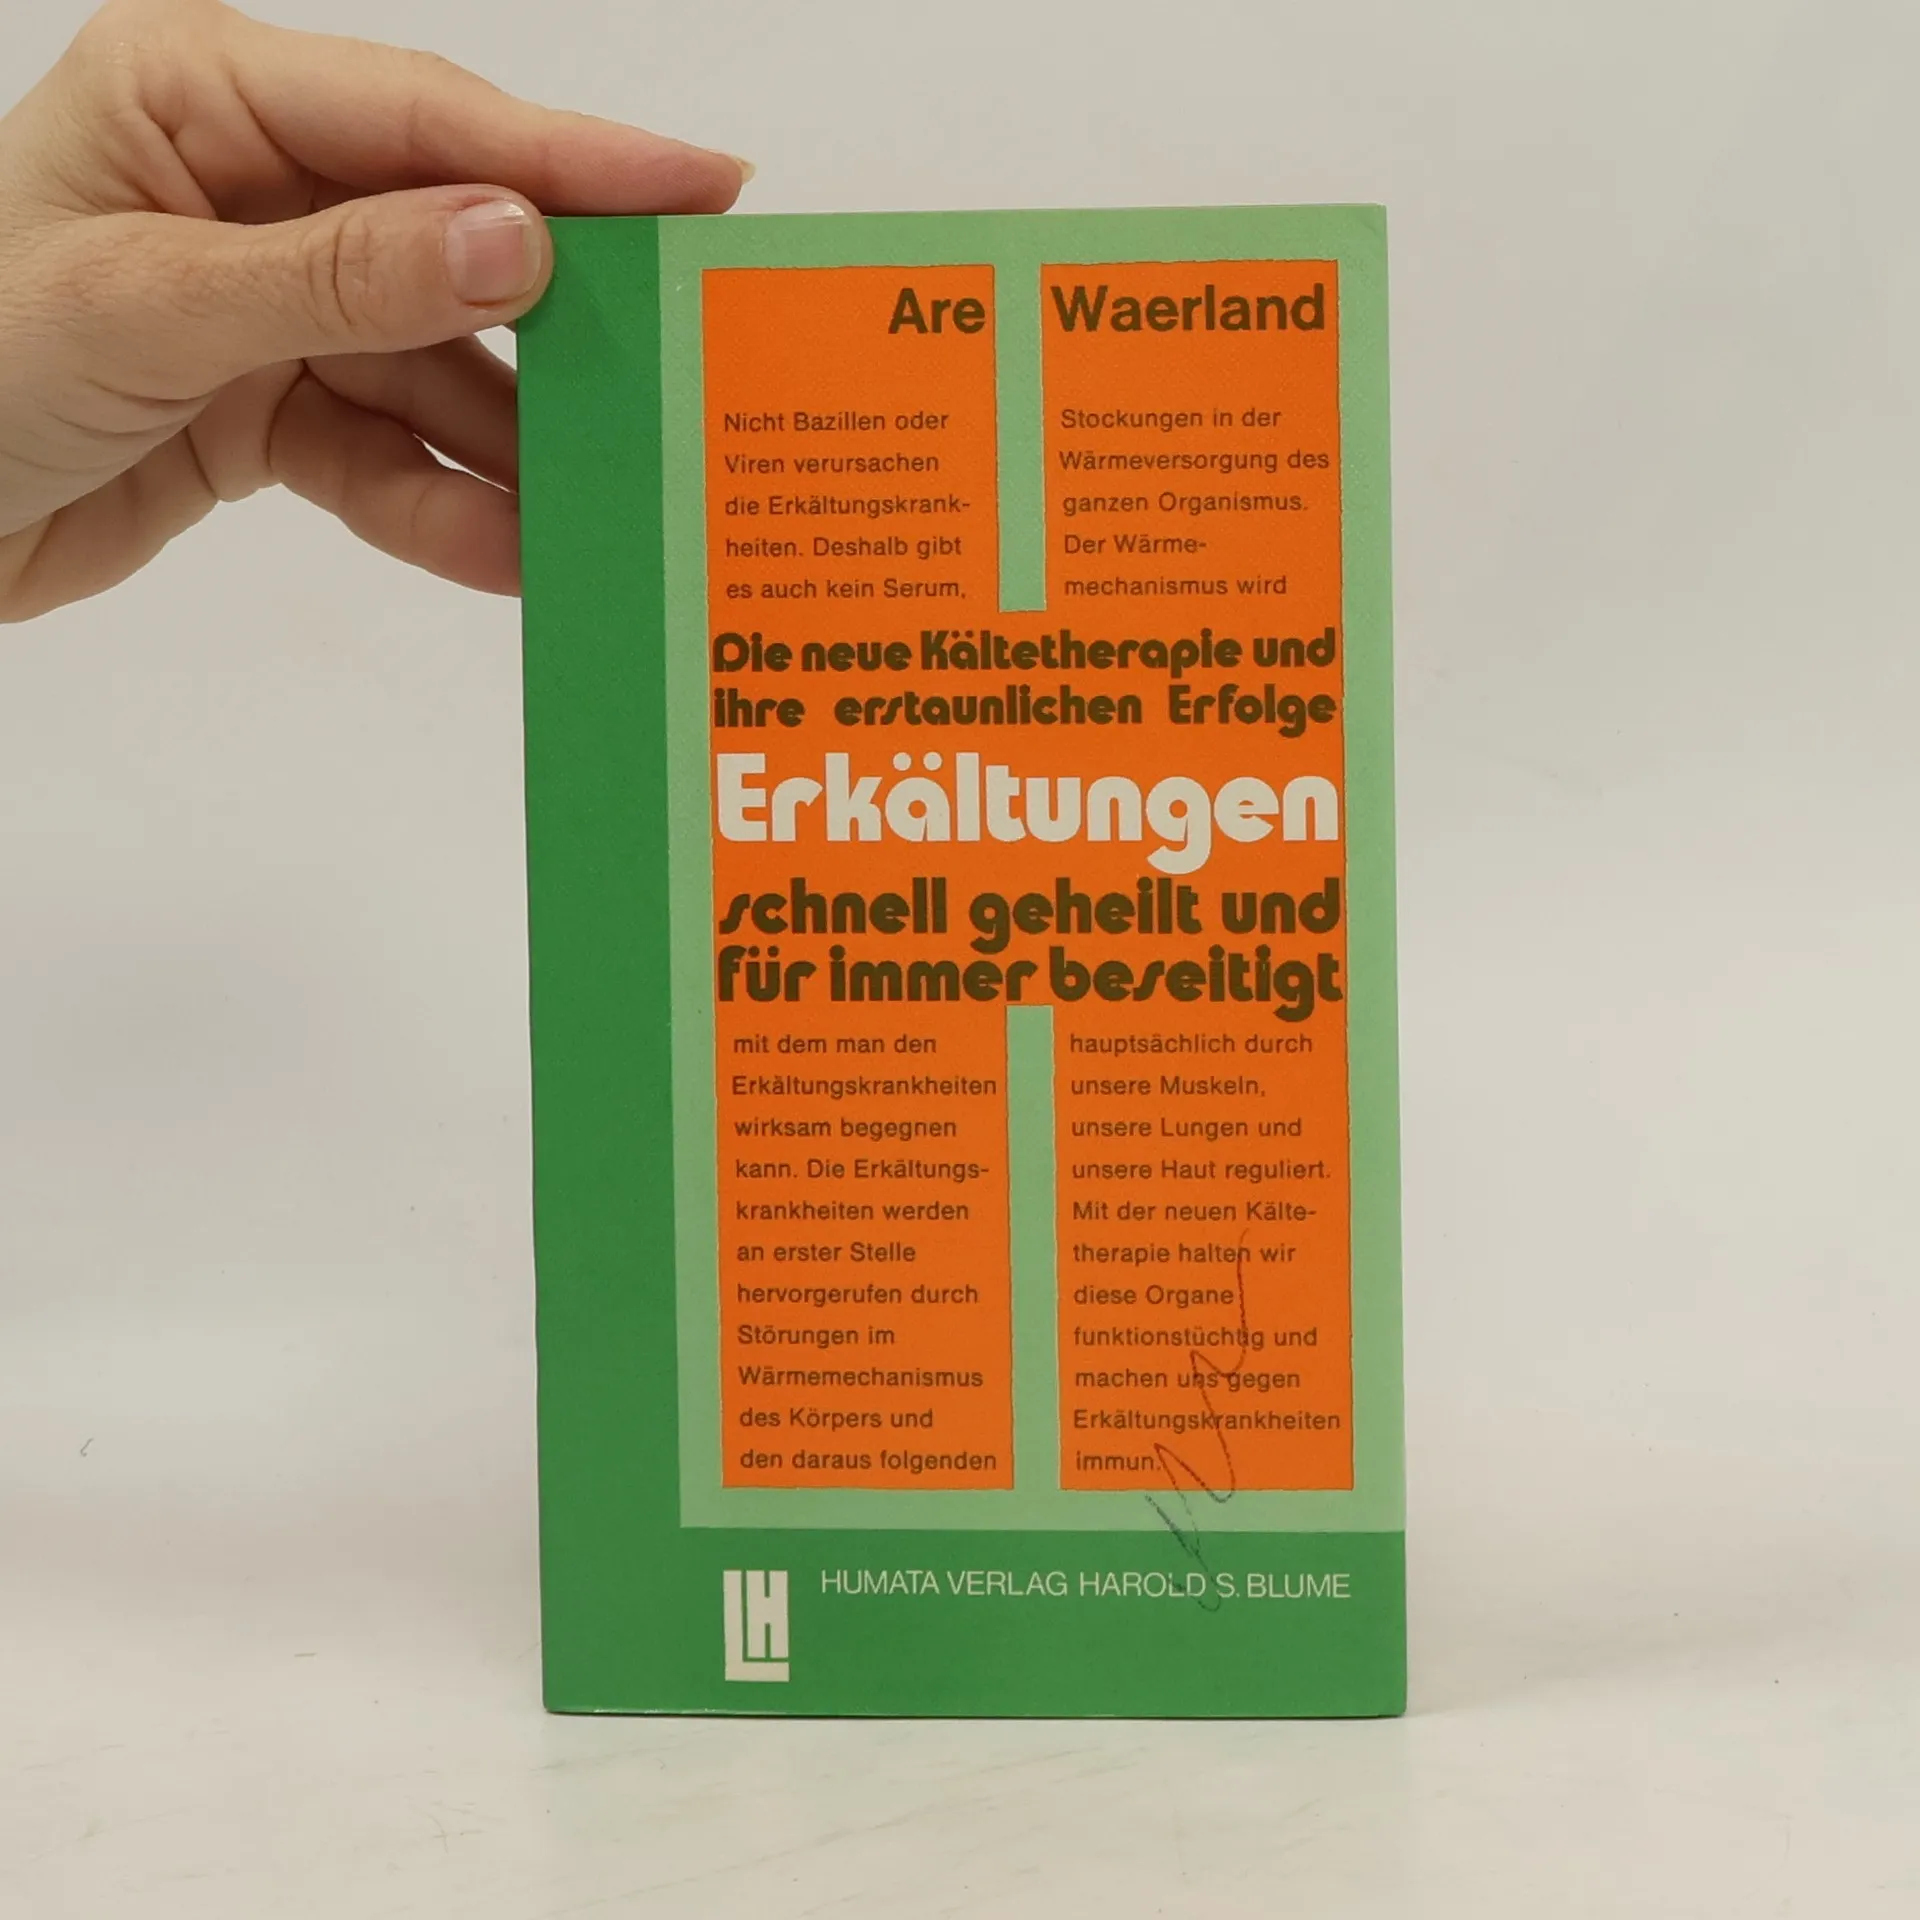 Are Waerland
Nicht Bazillen oder
Viren verursachen
die Erkältungskrank-
heiten. Deshalb gibt
es auch kein Serum,
Stockungen in der
Wärmeversorgung des
ganzen Organismus.
Der Wärme-
mechanismus wird
Die neue Kältetherapie und
ihre erstaunlichen Erfolge
Erkältungen
schnell geheilt und
für immer beseitigt
mit dem man den
Erkältungskrankheiten
wirksam begegnen
kann. Die Erkältungs-
krankheiten werden
an erster Stelle
hervorgerufen durch
Störungen im
Wärmemechanismus
des Körpers und
den daraus folgenden
hauptsächlich durch
unsere Muskeln,
unsere Lungen und
unsere Haut reguliert.
Mit der neuen Kälte-
therapie halten wir
diese Organe
funktionstüchtig und
machen uns gegen
Erkältungskrankheiten
immun.
LH
HUMATA VERLAG HAROLD S. BLUME